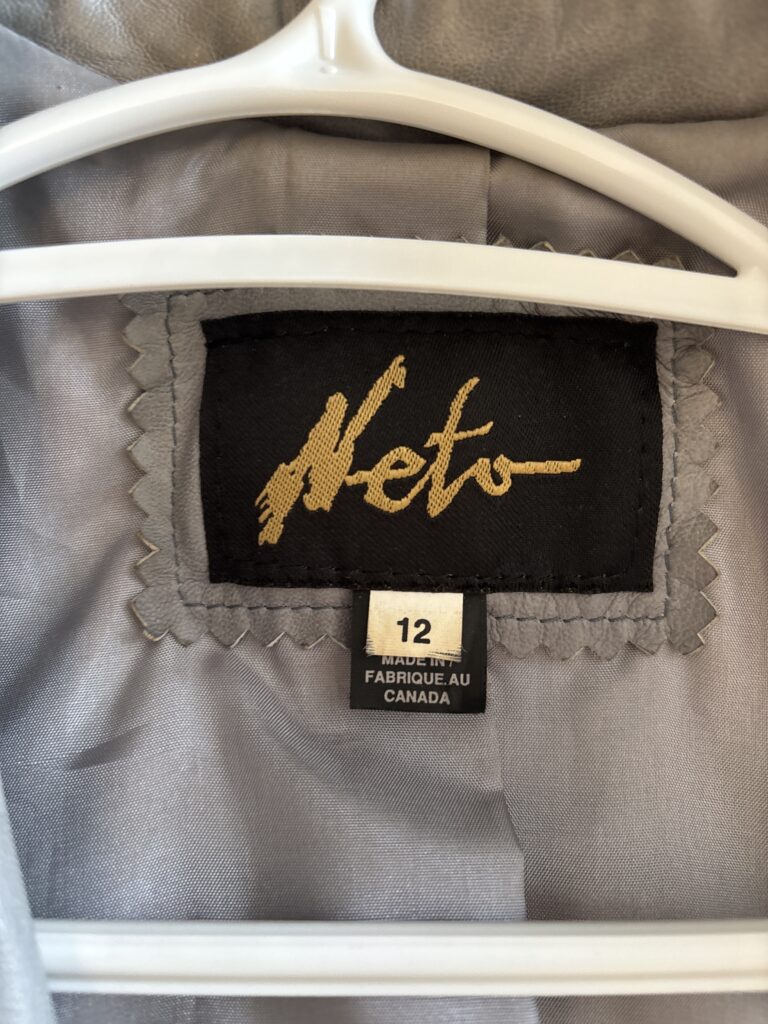 Neto
12
MADE IN /
FABRIQUE.AU
CANADA